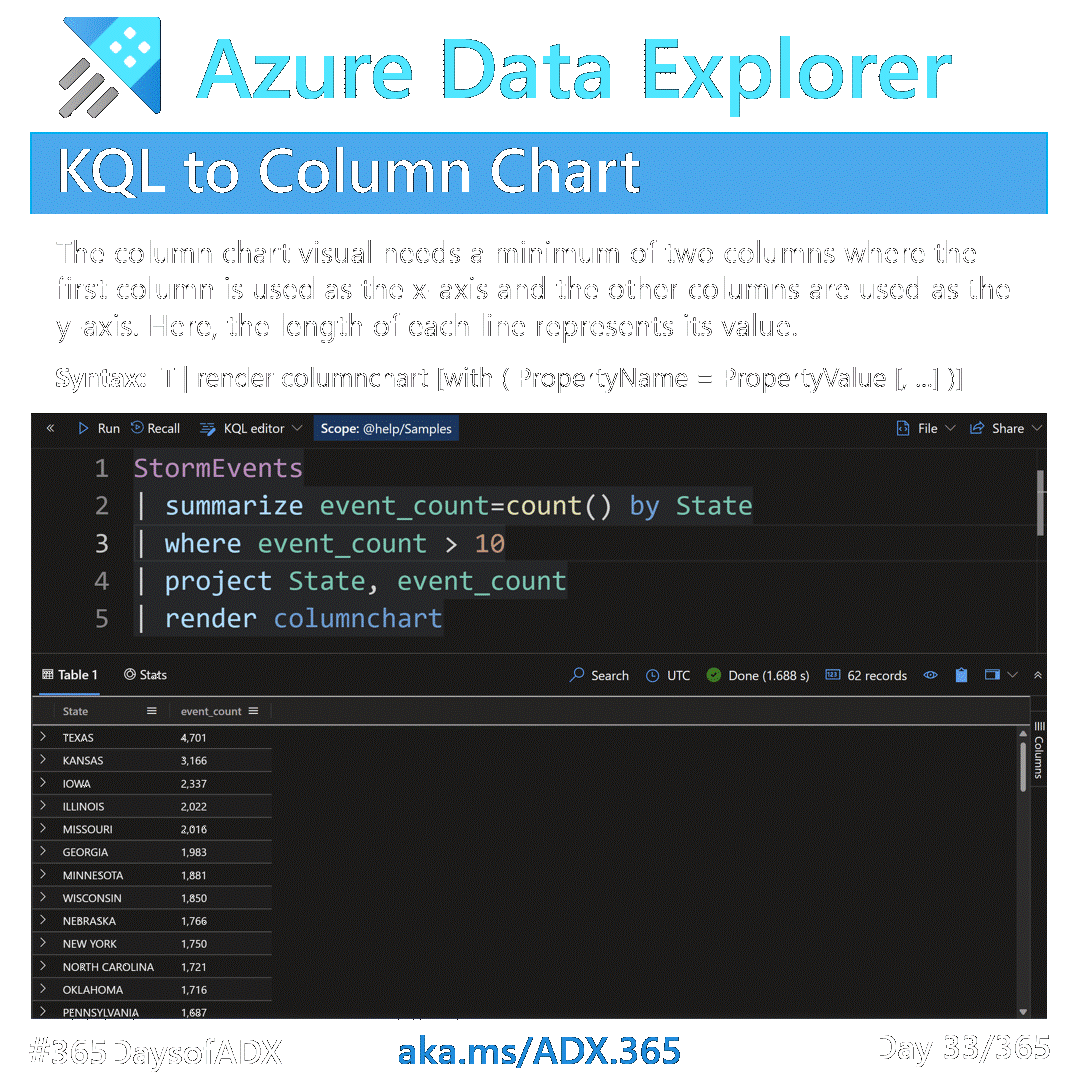 Azure Data Explorer
KQL to Column Chart
The column chart visual needs a minimum of two columns where the
first column is used as the x-axis and the other columns are used as the
y-axis. Here, the length of each line represents its value.
Syntax: T | render columnchart [with ( PropertyName = PropertyValue [, ...] )]
« Run Recall KQL editor Scope: @help/Samples File Share
1 StormEvents
2 | summarize event_count=count() by State
3 | where event_count > 10
4 | project State, event_count
5 | render columnchart
Table 1 Stats Search UTC Done (1.688 s) 123 62 records
State event_count
TEXAS 4,701
KANSAS 3,166
IOWA 2,337
ILLINOIS 2,022
MISSOURI 2,016
GEORGIA 1,983
MINNESOTA 1,881
WISCONSIN 1,850
NEBRASKA 1,766
NEW YORK 1,750
NORTH CAROLINA 1,721
OKLAHOMA 1,716
PENNSYLVANIA 1,687
Columns
#365DaysofADX aka.ms/ADX.365 Day 33/365